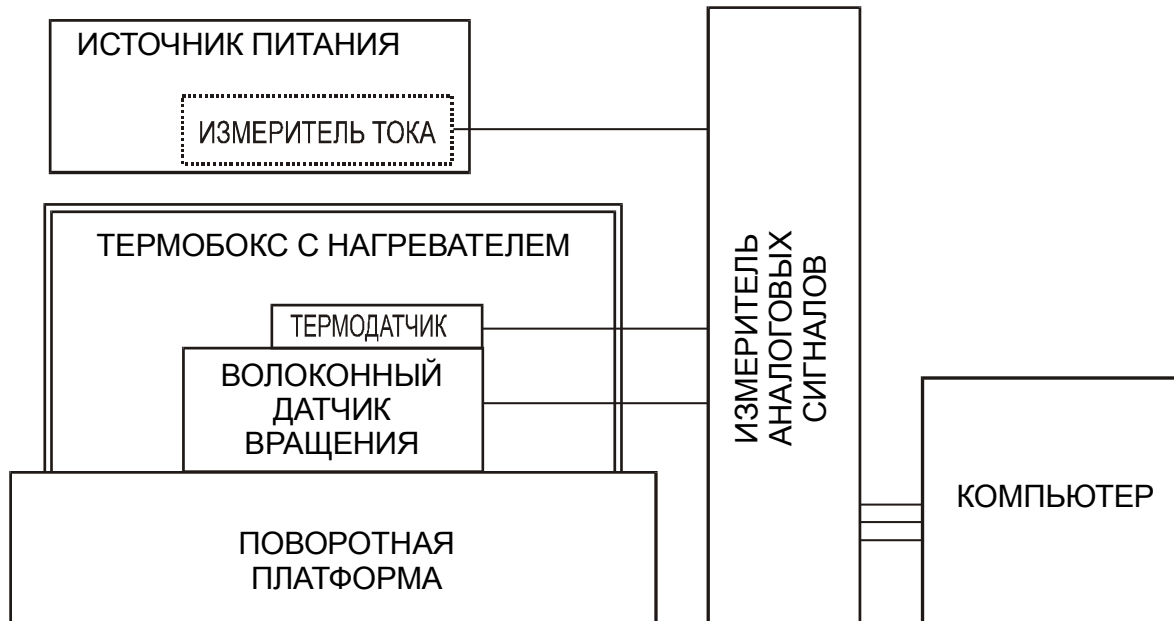 ИСТОЧНИК ПИТАНИЯ
ИЗМЕРИТЕЛЬ ТОКА
ТЕРМОБОКС С НАГРЕВАТЕЛЕМ
ТЕРМОДАТЧИК
ВОЛОКОННЫЙ
ДАТЧИК
ВРАЩЕНИЯ
ПОВОРОТНАЯ
ПЛАТФОРМА
ИЗМЕРИТЕЛЬ
АНАЛОГОВЫХ
СИГНАЛОВ
КОМПЬЮТЕР